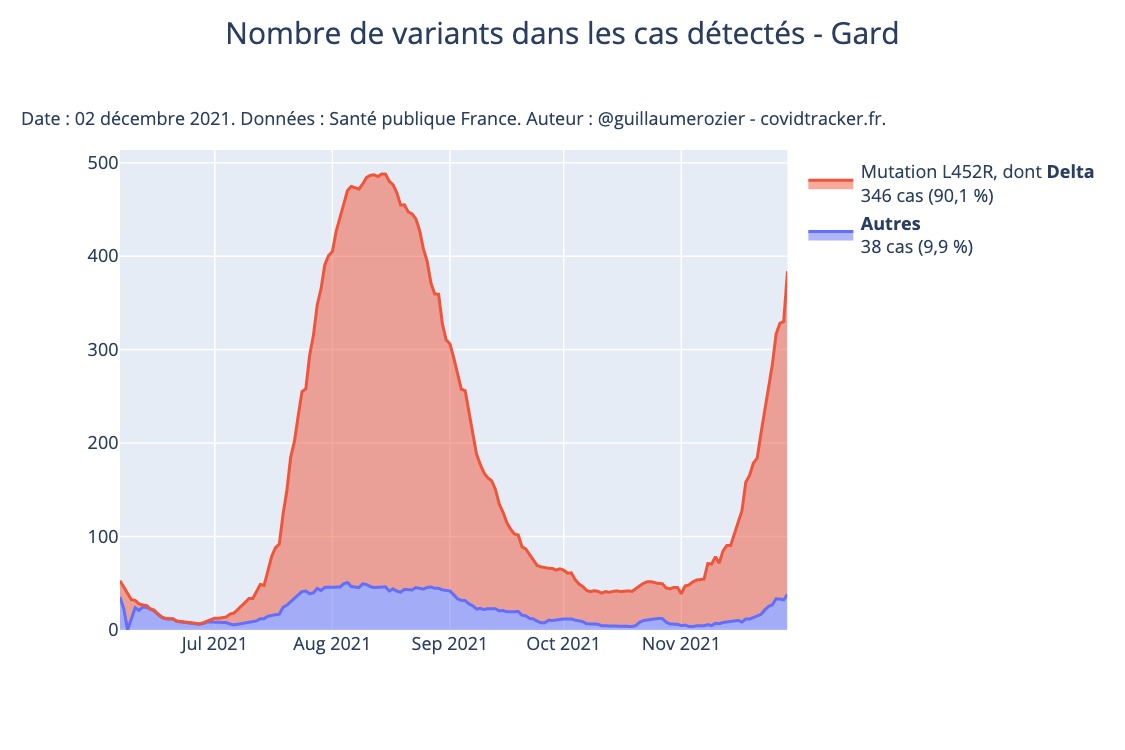 Nombre de variants dans les cas détectés - Gard
Date : 02 décembre 2021. Données : Santé publique France. Auteur : @guillaumerozier - covidtracker.fr.
500
400
300
200
100
0
Jul 2021 Aug 2021 Sep 2021 Oct 2021 Nov 2021
Mutation L452R, dont Delta
346 cas (90,1 %)
Autres
38 cas (9,9 %)